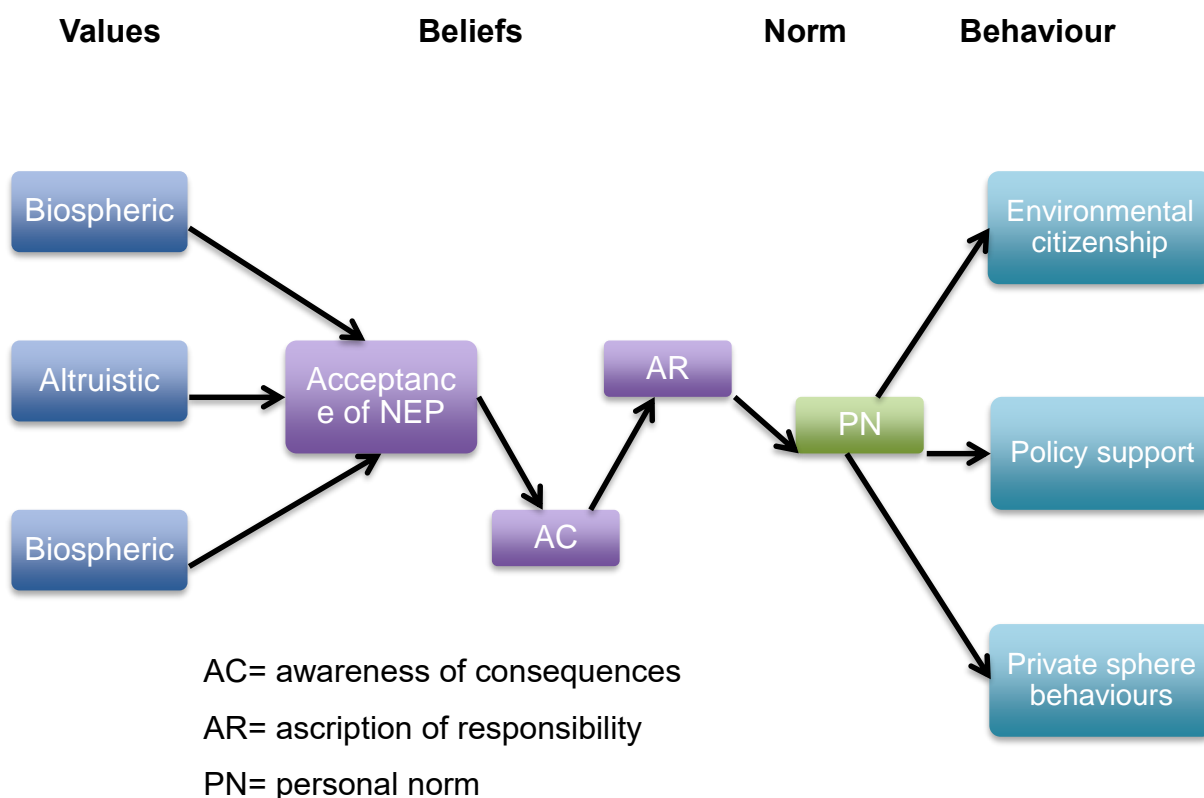 Values Beliefs Norm Behaviour
Biospheric
Altruistic
Biospheric
Acceptanc
e of NEP
AC
AR
PN
Environmental
citizenship
Policy support
Private sphere
behaviours
AC= awareness of consequences
AR= ascription of responsibility
PN= personal norm